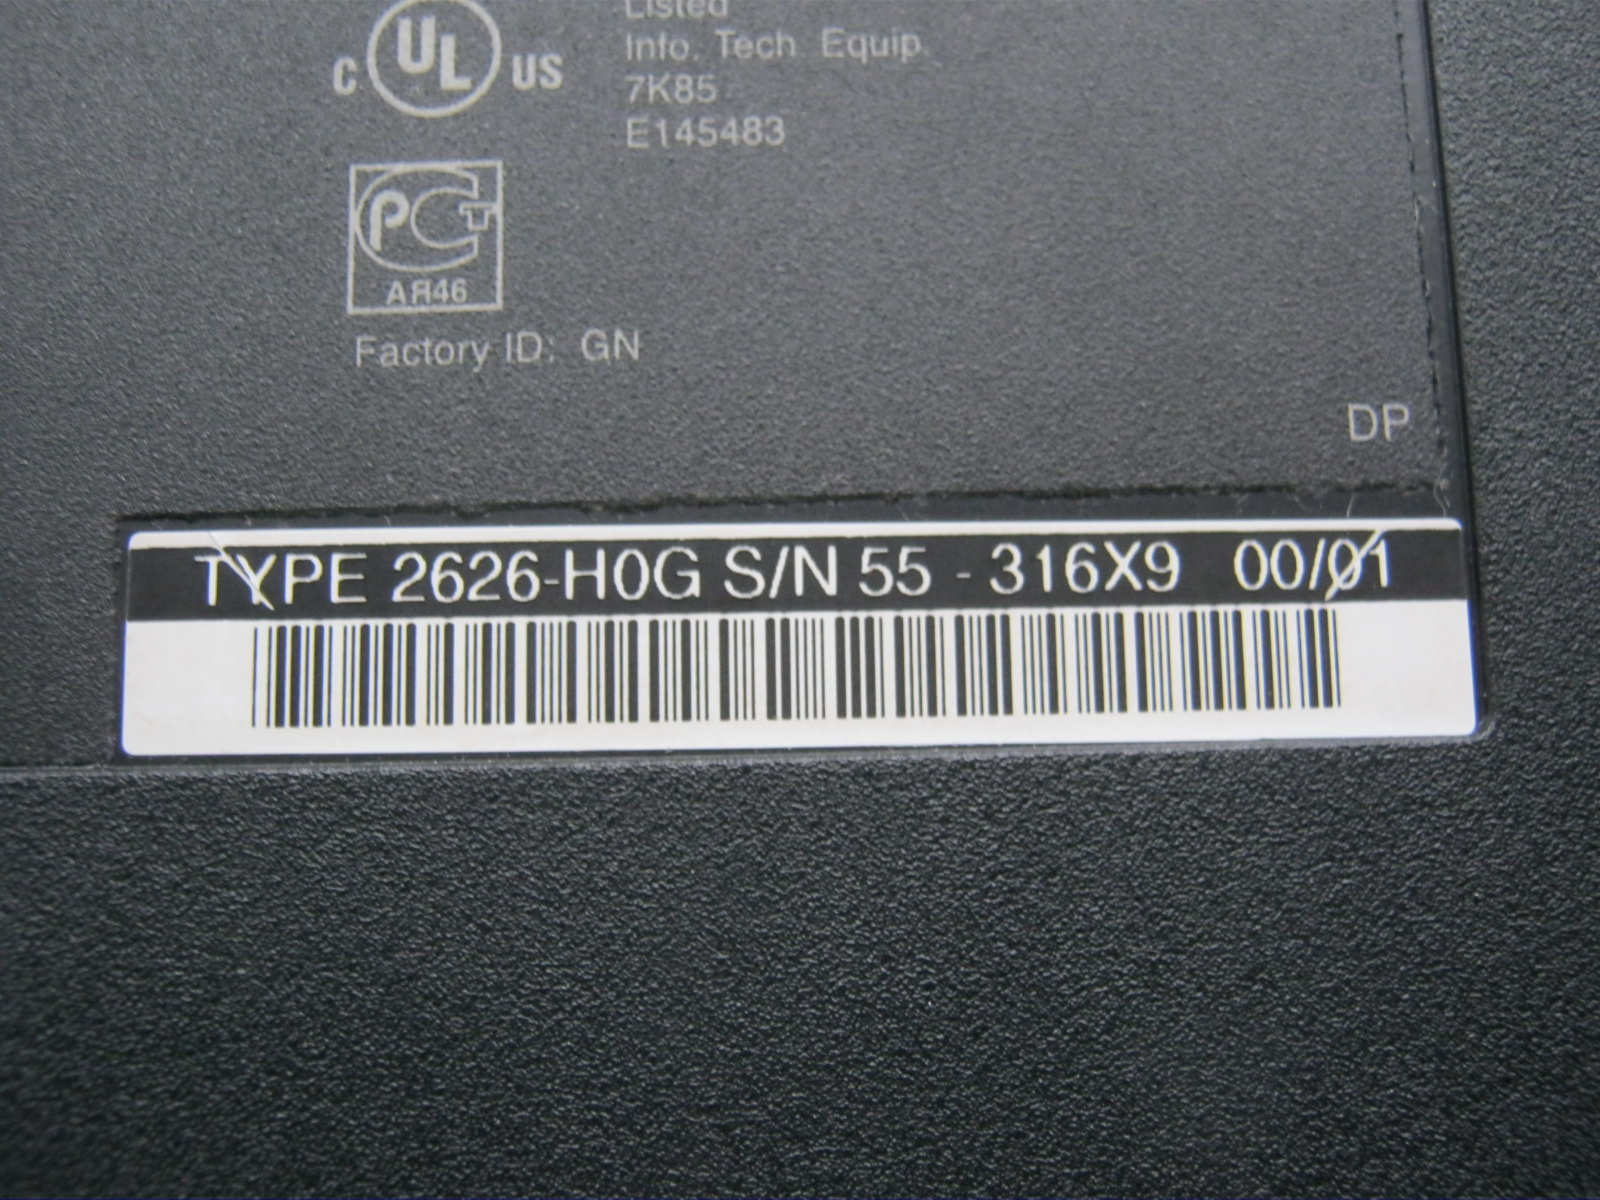 Listed
C UL US
Info. Tech Equip.
7K85
E145483
PCT
АЯ46
Factory ID: GN
DP
TYPE 2626-H0G S/N 55 - 316X9 00/01